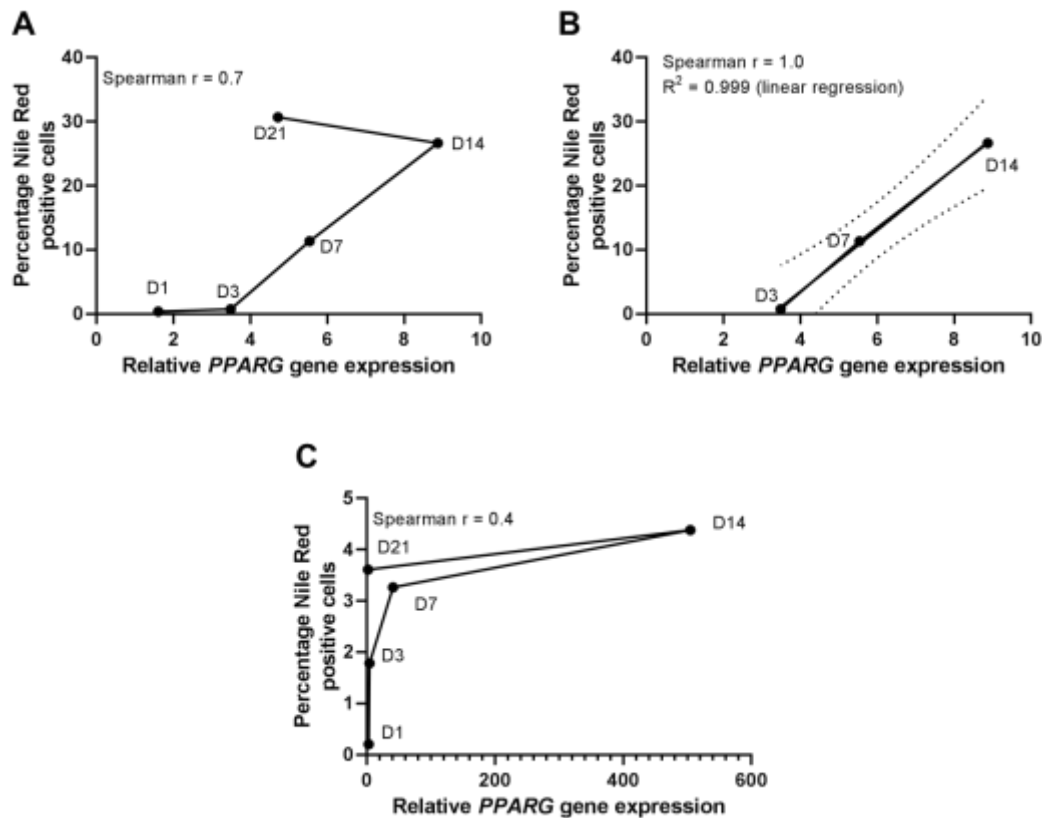 A
Percentage Nile Red
positive cells
40
30
20
10
0
Spearman r = 0.7
D21
D14
D7
D1
D3
0 2 4 6 8 10
Relative PPARG gene expression
B
Percentage Nile Red
positive cells
40
30
20
10
0
Spearman r = 1.0
R² = 0.999 (linear regression)
D14
D7
D3
0 2 4 6 8 10
Relative PPARG gene expression
C
Percentage Nile Red
positive cells
5
4
3
2
1
0
Spearman r = 0.4
D14
D21
D7
D3
D1
0 200 400 600
Relative PPARG gene expression